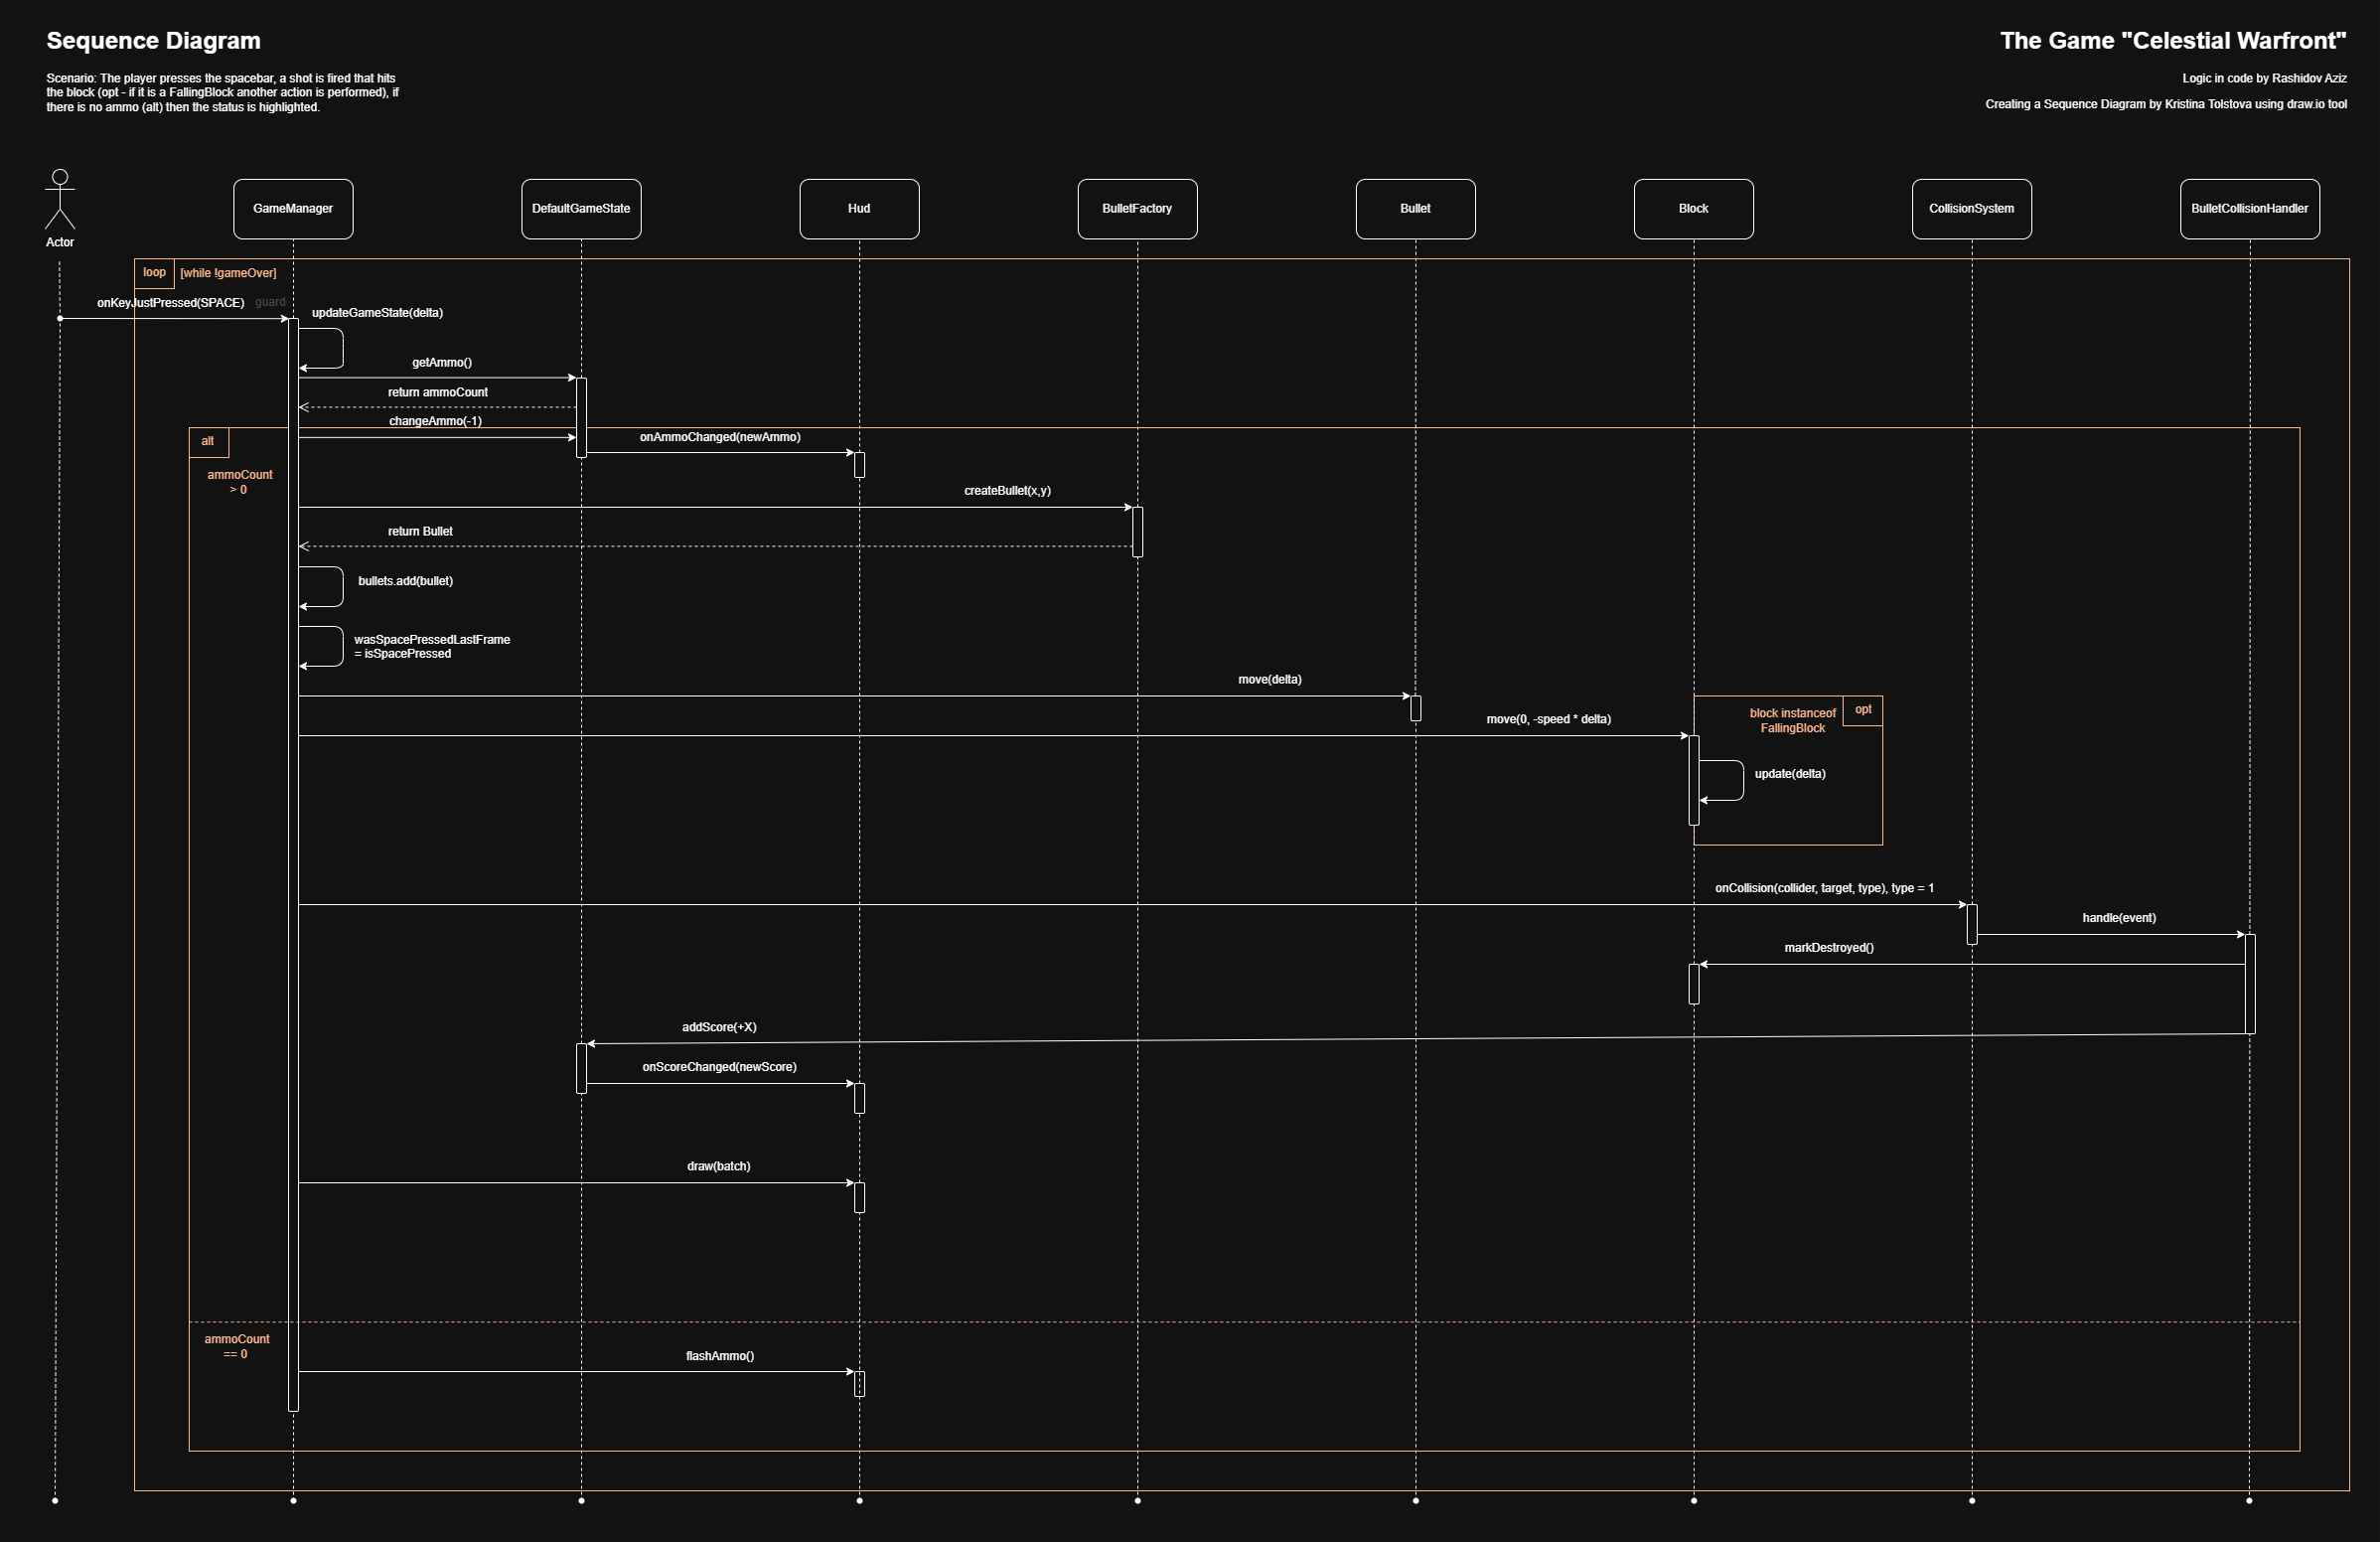 Sequence Diagram
The Game "Celestial Warfront"
Scenario: The player presses the spacebar, a shot is fired that hits
the block (opt - if it is a FallingBlock another action is performed), if
there is no ammo (alt) then the status is highlighted.
Logic in code by Rashidov Aziz
Creating a Sequence Diagram by Kristina Tolstova using draw.io tool
Actor
GameManager
DefaultGameState
Hud
BulletFactory
Bullet
Block
CollisionSystem
BulletCollisionHandler
loop
[while !gameOver]
onKeyJustPressed(SPACE)
guard
updateGameState(delta)
getAmmo()
return ammoCount
changeAmmo(-1)
alt
onAmmoChanged(newAmmo)
ammoCount
> 0
createBullet(x,y)
return Bullet
bullets.add(bullet)
wasSpacePressedLastFrame
= isSpacePressed
move(delta)
move(0, -speed * delta)
block instanceof
FallingBlock
opt
update(delta)
onCollision(collider, target, type), type = 1
handle(event)
markDestroyed()
addScore(+X)
onScoreChanged(newScore)
draw(batch)
ammoCount
== 0
flashAmmo()